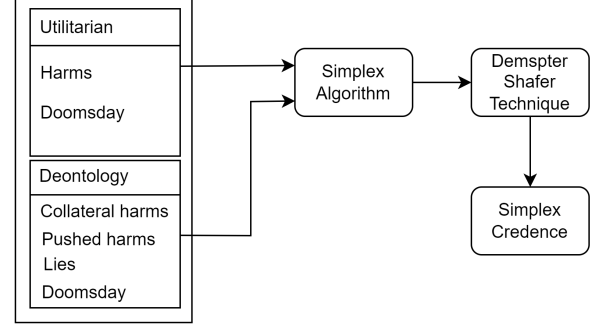 Utilitarian
Harms
Doomsday
Deontology
Collateral harms
Pushed harms
Lies
Doomsday
Simplex
Algorithm
Demspter
Shafer
Technique
Simplex
Credence